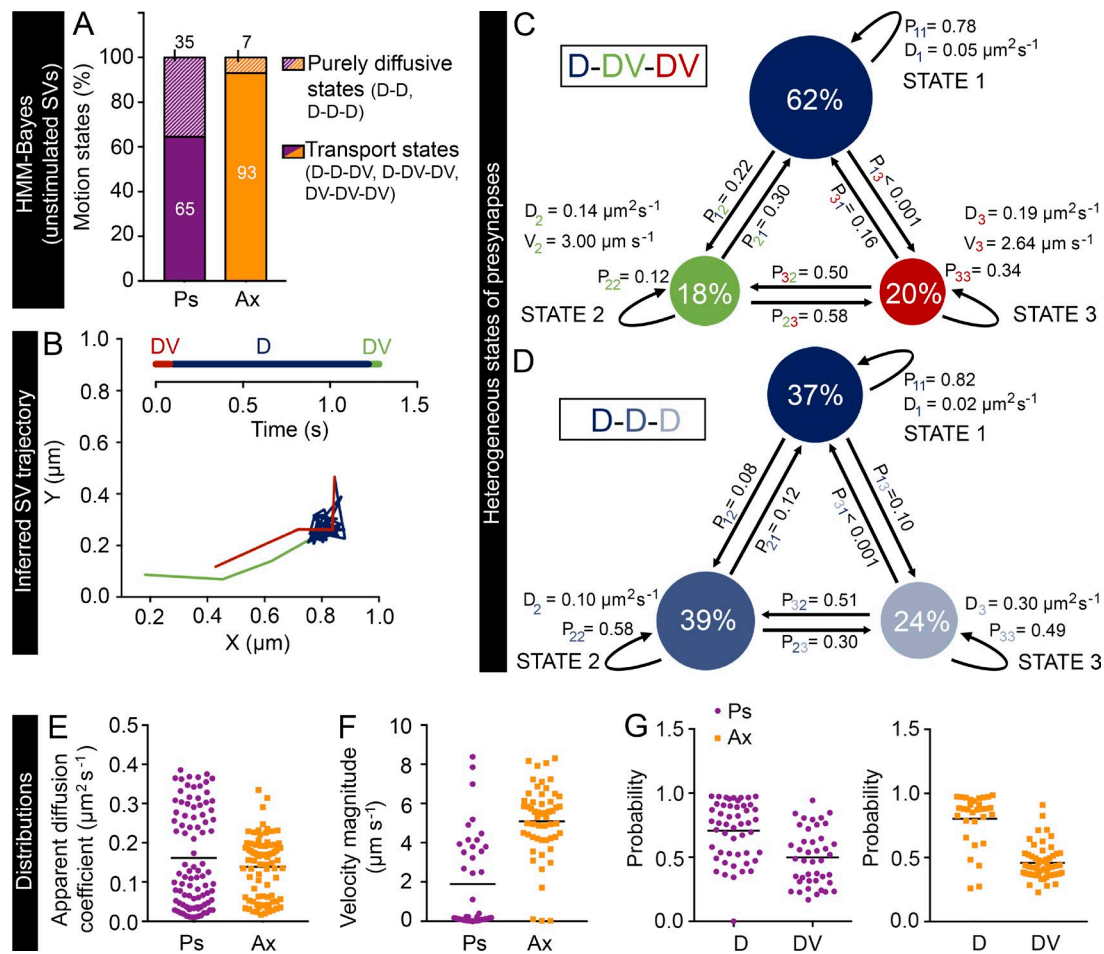 A
HMM-Bayes
(unstimulated SVs)
Motion states (%)
100
80
60
40
20
0
35
7
65
93
Ps
Ax
Purely diffusive
states (D-D,
D-D-D)
Transport states
(D-D-DV, D-DV-DV,
DV-DV-DV)
B
Inferred SV trajectory
Y (µm)
1.0
0.8
0.6
0.4
0.2
0.0
DV
D
DV
0.0
0.5
1.0
1.5
Time (s)
0.2
0.4
0.6
0.8
1.0
X (µm)
Heterogeneous states of presynapses
C
D-DV-DV
62%
P11= 0.78
D1 = 0.05 µm²s⁻¹
STATE 1
P12= 0.22
P21= 0.30
P13<0.001
P31= 0.16
D2 = 0.14 µm²s⁻¹
V2 = 3.00 µm s⁻¹
P22= 0.12
18%
STATE 2
P32= 0.50
P23= 0.58
D3 = 0.19 µm²s⁻¹
V3 = 2.64 µm s⁻¹
P33= 0.34
20%
STATE 3
D
D-D-D
37%
P11= 0.82
D1 = 0.02 µm²s⁻¹
STATE 1
P12= 0.08
P21= 0.12
P13=0.10
P31<0.001
D2 = 0.10 µm²s⁻¹
P22= 0.58
39%
STATE 2
P32= 0.51
P23= 0.30
D3 = 0.30 µm²s⁻¹
P33= 0.49
24%
STATE 3
Distributions
E
Apparent diffusion
coefficient (µm² s⁻¹)
0.5
0.4
0.3
0.2
0.1
0.0
Ps
Ax
F
Velocity magnitude
(µm s⁻¹)
10
8
6
4
2
0
Ps
Ax
G
Ps
Ax
Probability
1.5
1.0
0.5
0.0
D
DV
Probability
1.5
1.0
0.5
0.0
D
DV